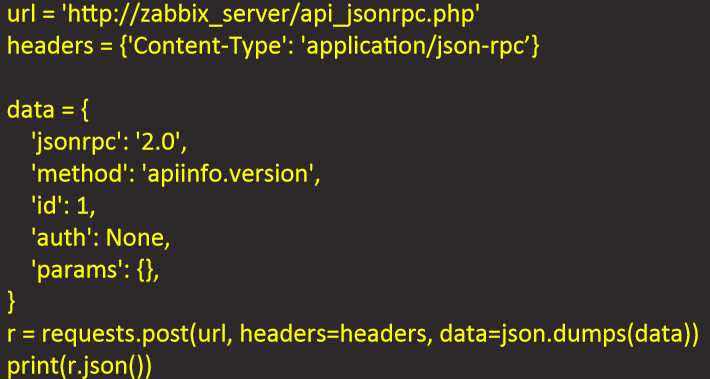 url = 'http://zabbix_server/api_jsonrpc.php'
headers = {'Content-Type': 'application/json-rpc’}
data = {
    'jsonrpc': '2.0',
    'method': 'apiinfo.version',
    'id': 1,
    'auth': None,
    'params': {},
}
r = requests.post(url, headers=headers, data=json.dumps(data))
print(r.json())